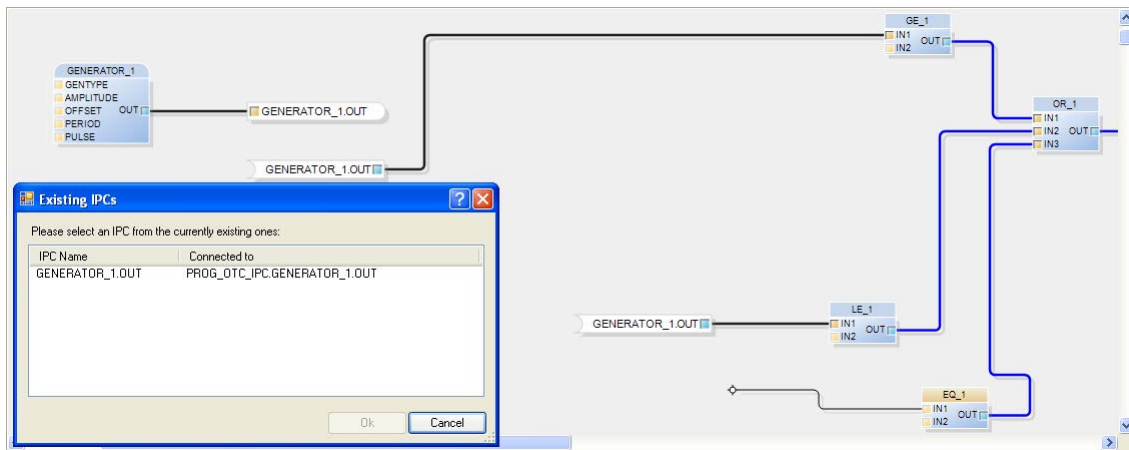 GE_1
IN1
IN2
OUT
GENERATOR_1
GENTYPE
AMPLITUDE
OFFSET OUT
PERIOD
PULSE
GENERATOR_1.OUT
GENERATOR_1.OUT
OR_1
IN1
IN2 OUT
IN3
Existing IPCs
Please select an IPC from the currently existing ones:
IPC Name Connected to
GENERATOR_1.OUT PROG_OTC_IPC.GENERATOR_1.OUT
Ok Cancel
GENERATOR_1.OUT
LE_1
IN1
IN2
OUT
EQ_1
IN1
IN2
OUT